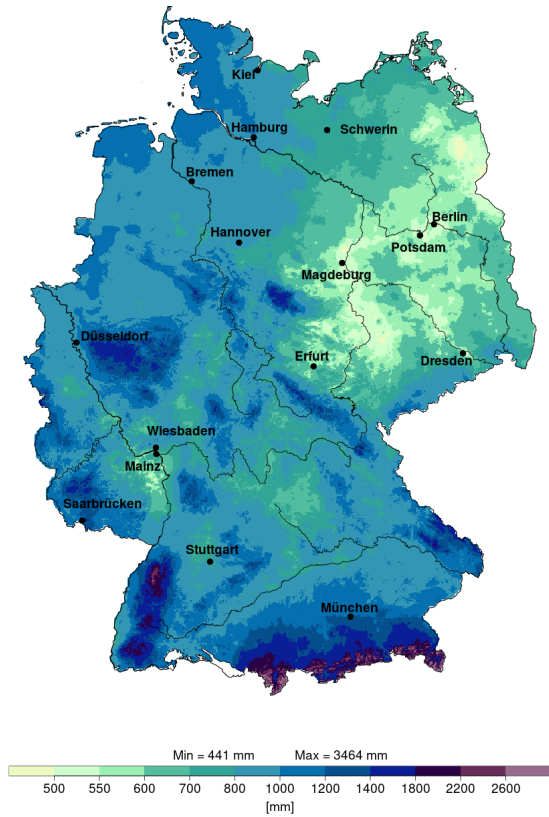 Kiel
Hamburg
Schwerin
Bremen
Berlin
Hannover
Potsdam
Magdeburg
Düsseldorf
Erfurt
Dresden
Wiesbaden
Mainz
Saarbrücken
Stuttgart
München
Min = 441 mm Max = 3464 mm
500 550 600 700 800 1000 1200 1400 1800 2200 2600
[mm]